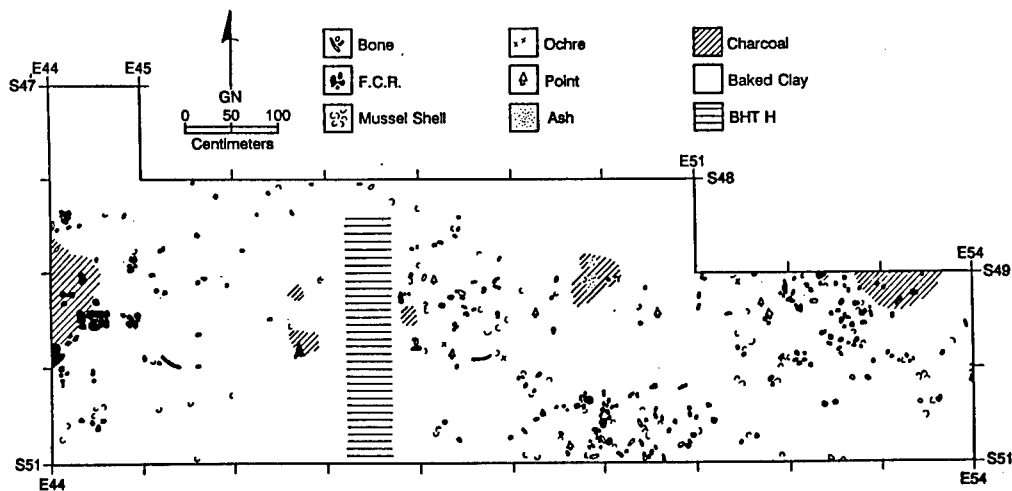 Bone
F.C.R.
Mussel Shell
Ochre
Point
Ash
Charcoal
Baked Clay
BHT H
GN
0 50 100
Centimeters
E44 E45
S47
E51
S48
E54
S49
S51 S51
E44 E54